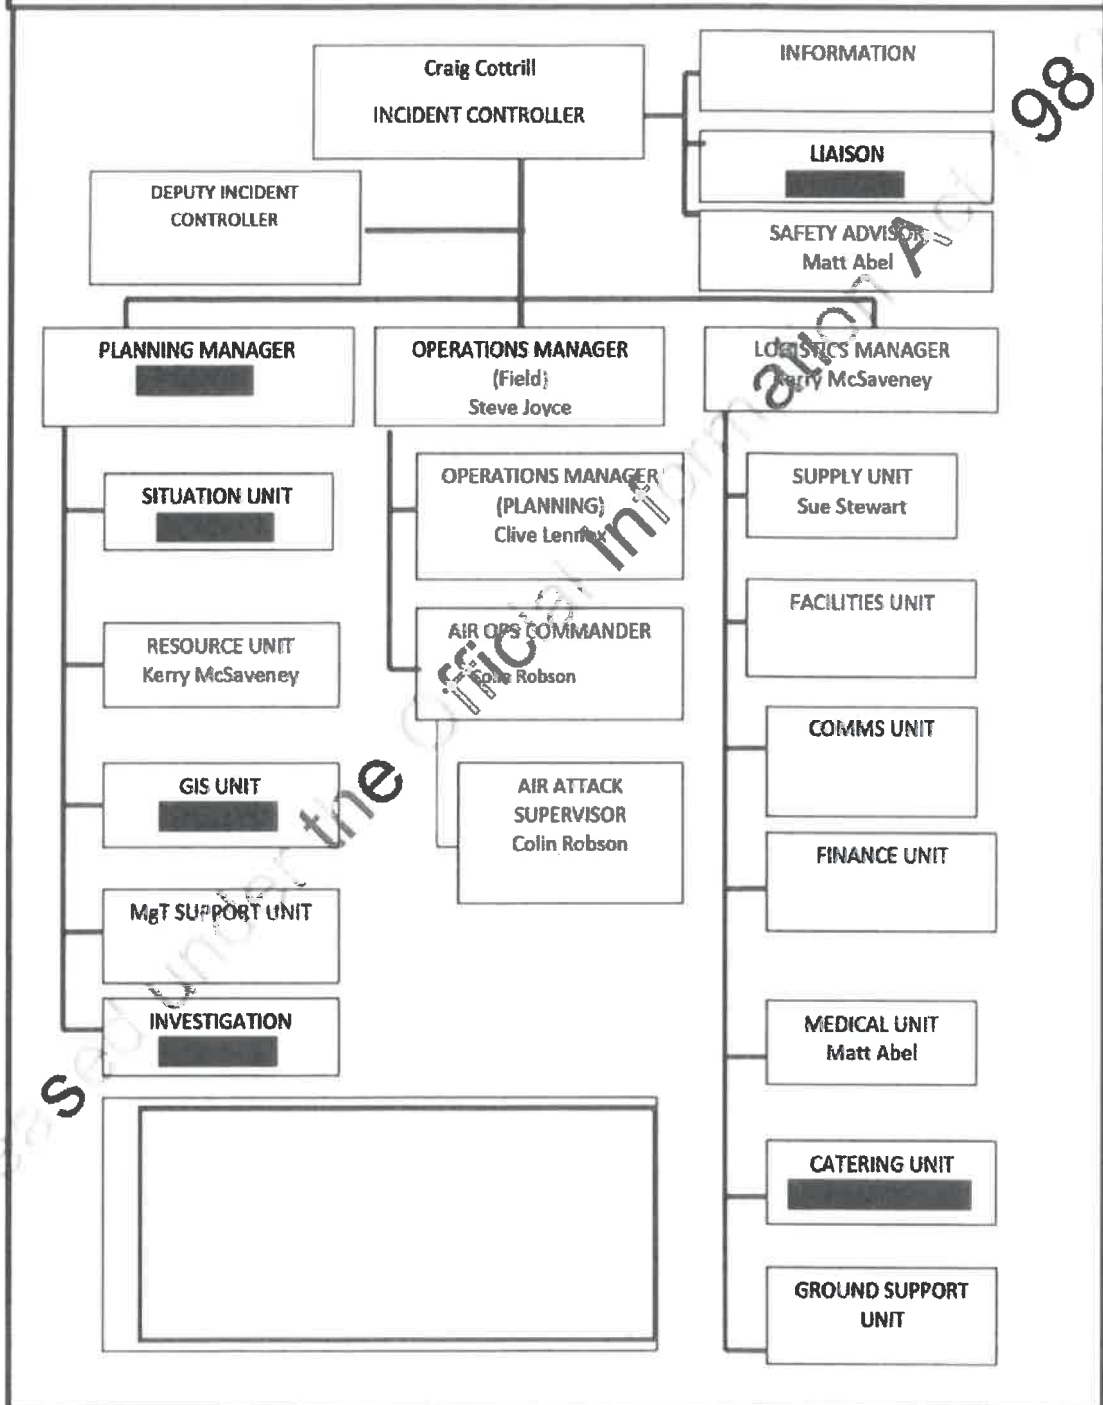 Craig Cottrill
INCIDENT CONTROLLER
INFORMATION
LIAISON
SAFETY ADVISOR
Matt Abel
DEPUTY INCIDENT
CONTROLLER
PLANNING MANAGER
OPERATIONS MANAGER
(Field)
Steve Joyce
LOGISTICS MANAGER
Kerry McSaveney
SITUATION UNIT
RESOURCE UNIT
Kerry McSaveney
GIS UNIT
MgT SUPPORT UNIT
INVESTIGATION
OPERATIONS MANAGER
(PLANNING)
Clive Lennox
AIR OPS COMMANDER
Colin Robson
AIR ATTACK
SUPERVISOR
Colin Robson
SUPPLY UNIT
Sue Stewart
FACILITIES UNIT
COMMS UNIT
FINANCE UNIT
MEDICAL UNIT
Matt Abel
CATERING UNIT
GROUND SUPPORT
UNIT
eased under the Official Information Act 198